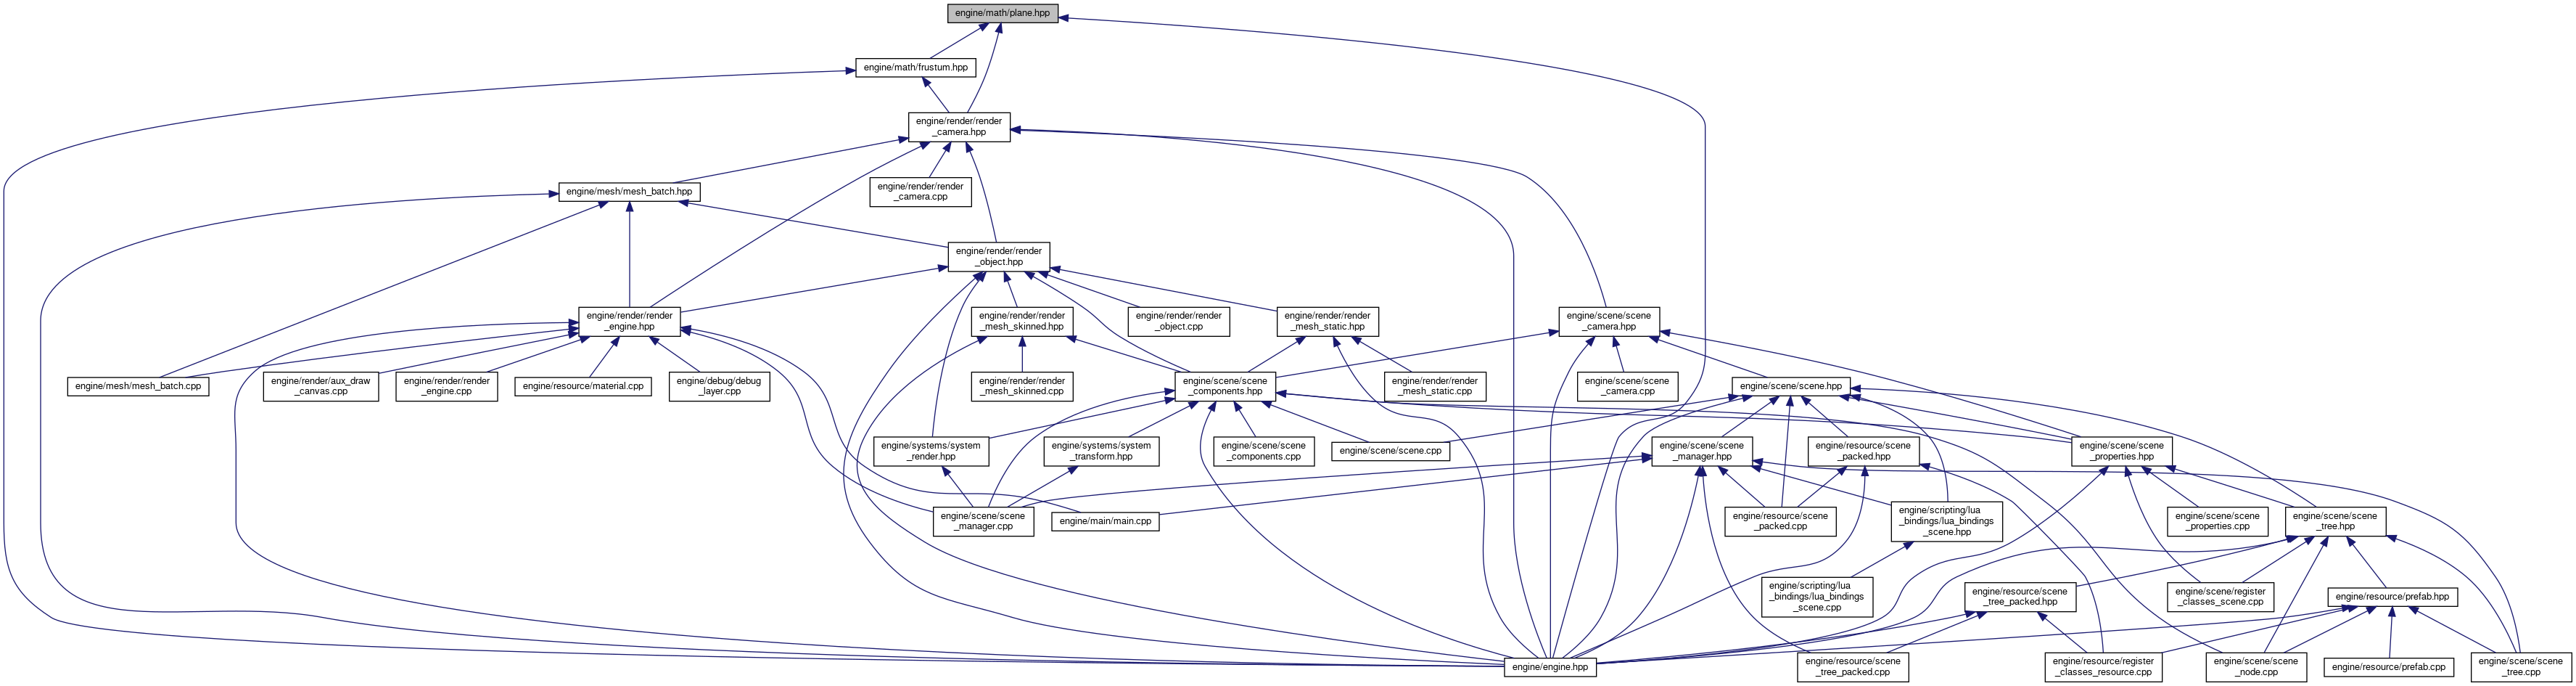 engine/math/plane.hpp
engine/math/frustum.hpp
engine/render/render
_camera.hpp
engine/mesh/mesh_batch.hpp
engine/render/render
_camera.cpp
engine/render/render
_object.hpp
engine/render/render
_engine.hpp
engine/render/render
_mesh_skinned.hpp
engine/render/render
_object.cpp
engine/render/render
_mesh_static.hpp
engine/scene/scene
_camera.hpp
engine/mesh/mesh_batch.cpp
engine/render/aux_draw
_canvas.cpp
engine/render/render
_engine.cpp
engine/resource/material.cpp
engine/debug/debug
_layer.cpp
engine/render/render
_mesh_skinned.cpp
engine/scene/scene
_components.hpp
engine/render/render
_mesh_static.cpp
engine/scene/scene
_camera.cpp
engine/scene/scene.hpp
engine/systems/system
_render.hpp
engine/systems/system
_transform.hpp
engine/scene/scene
_components.cpp
engine/scene/scene.cpp
engine/scene/scene
_manager.hpp
engine/resource/scene
_packed.hpp
engine/scene/scene
_properties.hpp
engine/scene/scene
_manager.cpp
engine/main/main.cpp
engine/resource/scene
_packed.cpp
engine/scripting/lua
_bindings/lua_bindings
_scene.hpp
engine/scene/scene
_properties.cpp
engine/scene/scene
_tree.hpp
engine/scripting/lua
_bindings/lua_bindings
_scene.cpp
engine/resource/scene
_tree_packed.hpp
engine/scene/register
_classes_scene.cpp
engine/resource/prefab.hpp
engine/engine.hpp
engine/resource/scene
_tree_packed.cpp
engine/resource/register
_classes_resource.cpp
engine/scene/scene
_node.cpp
engine/resource/prefab.cpp
engine/scene/scene
_tree.cpp